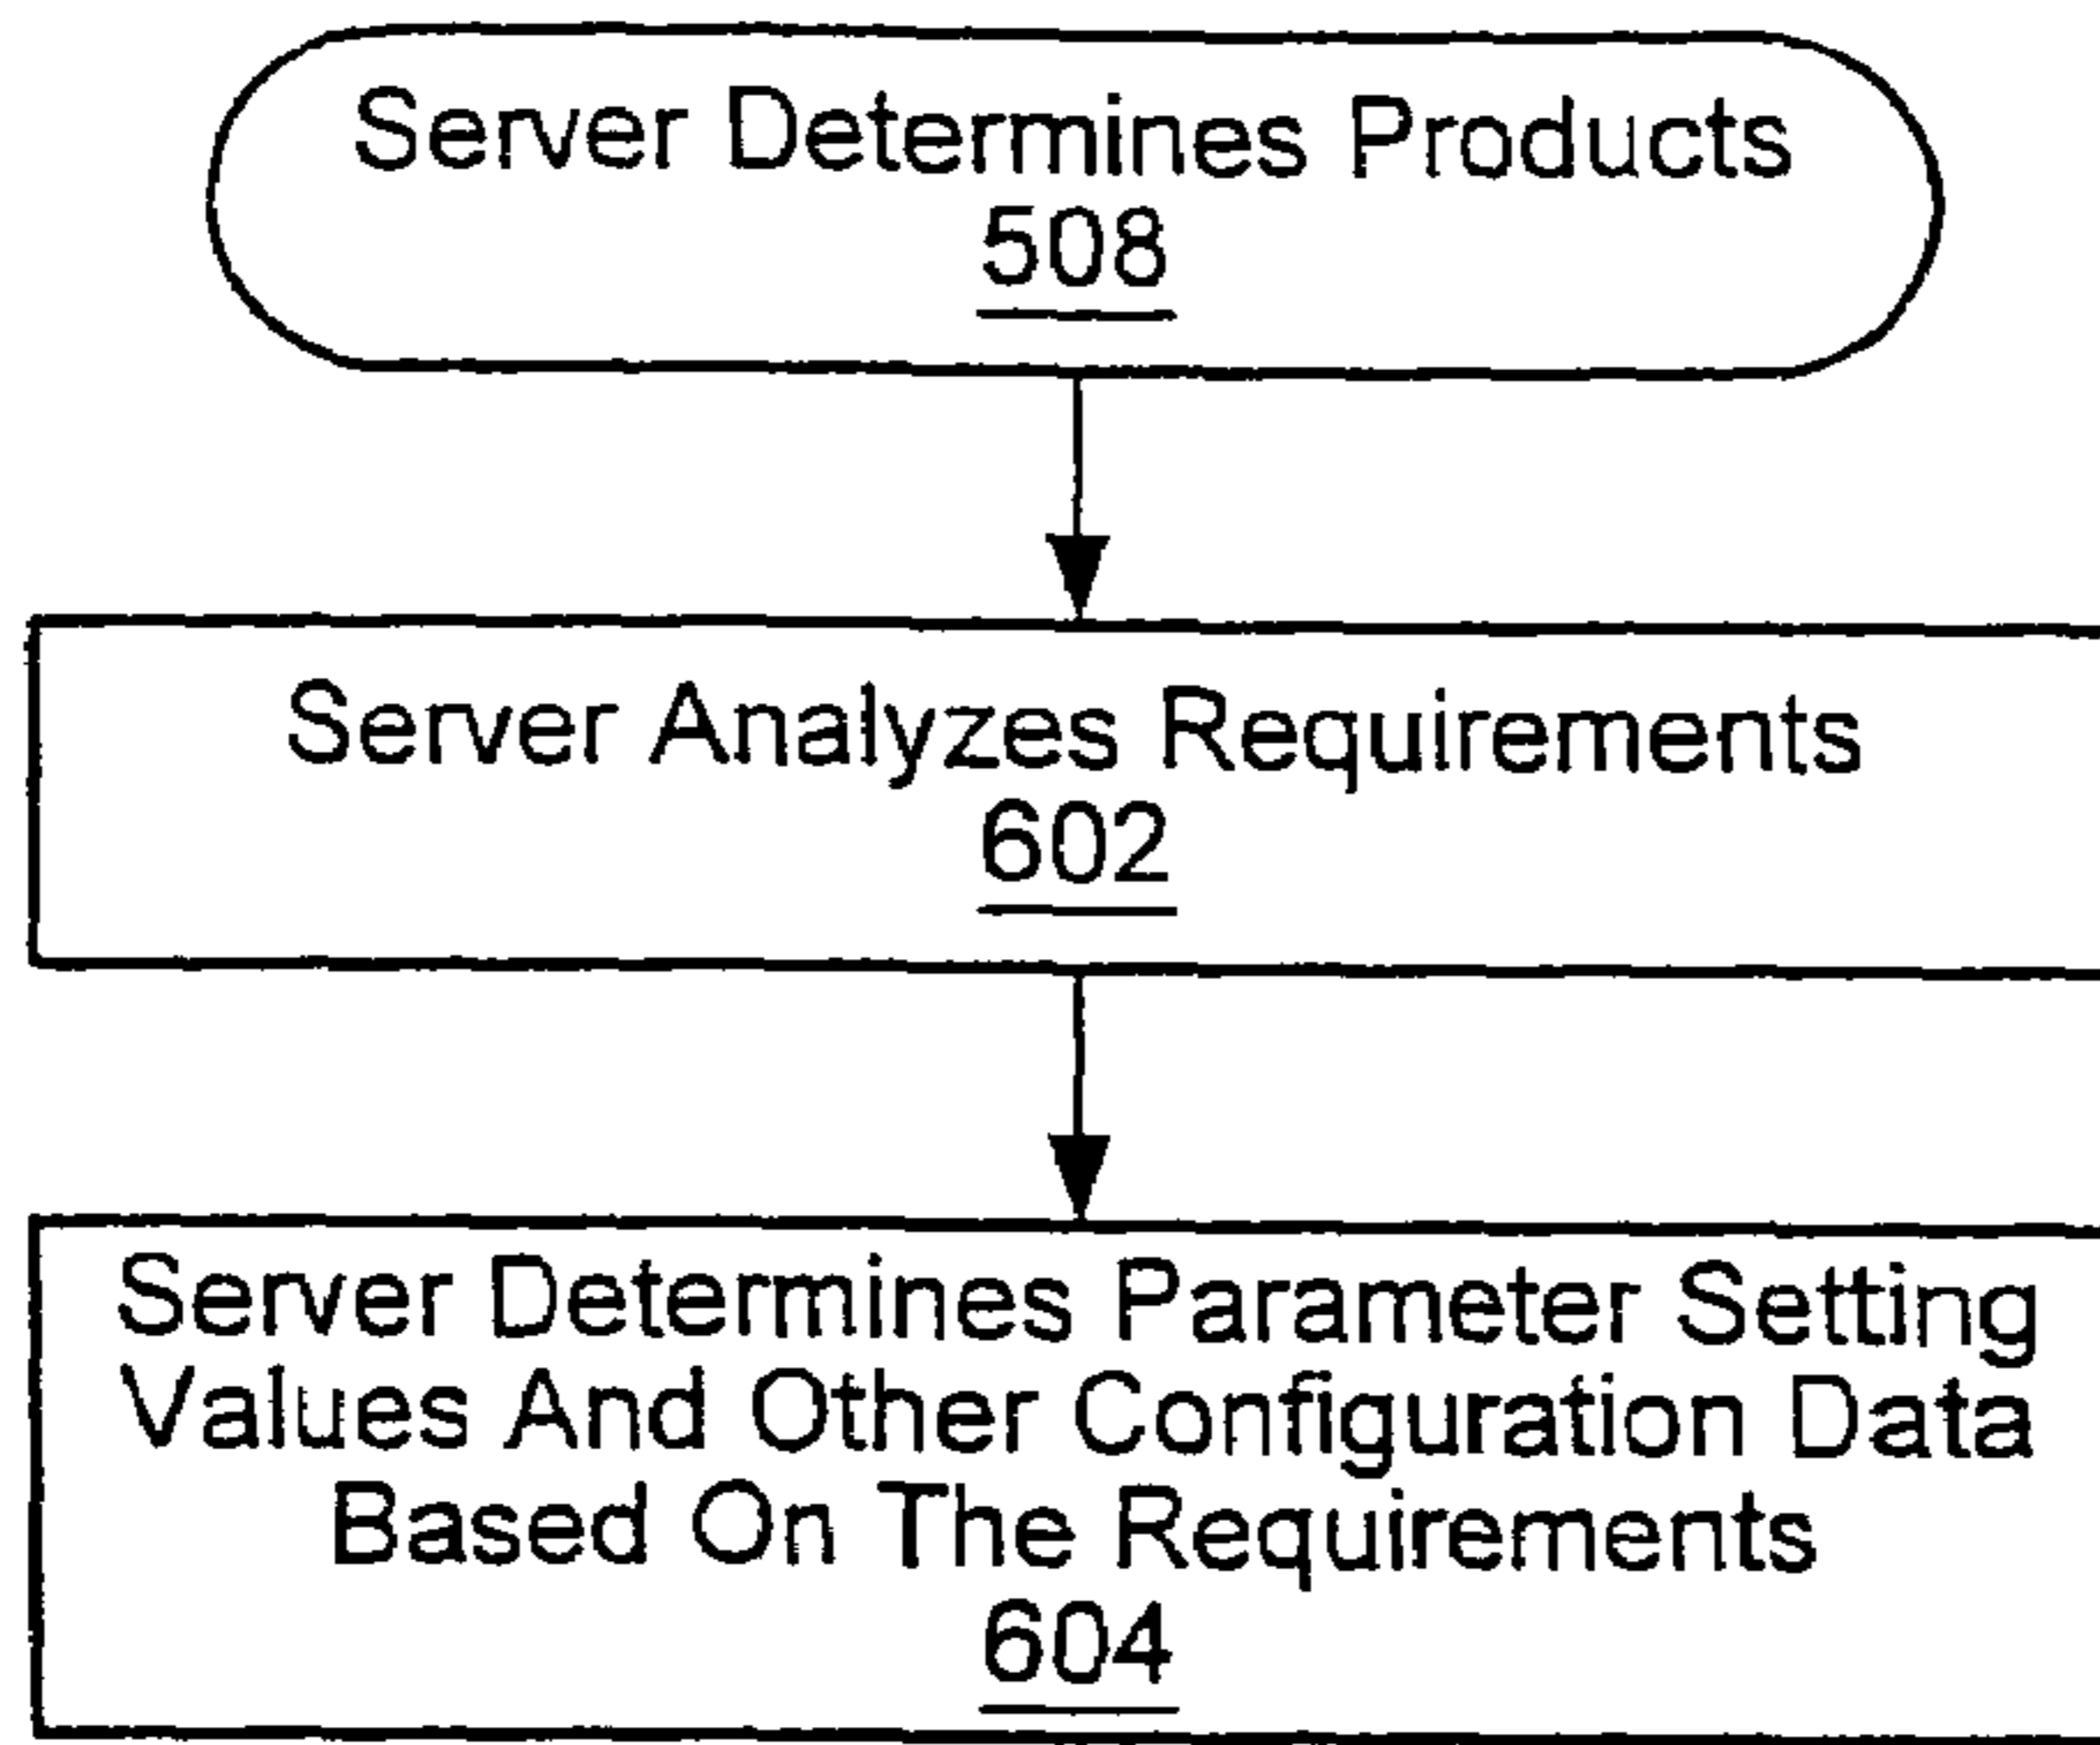 Server Determines Products
508
Server Analyzes Requirements
602
Server Determines Parameter Setting
Values And Other Configuration Data
Based On The Requirements
604